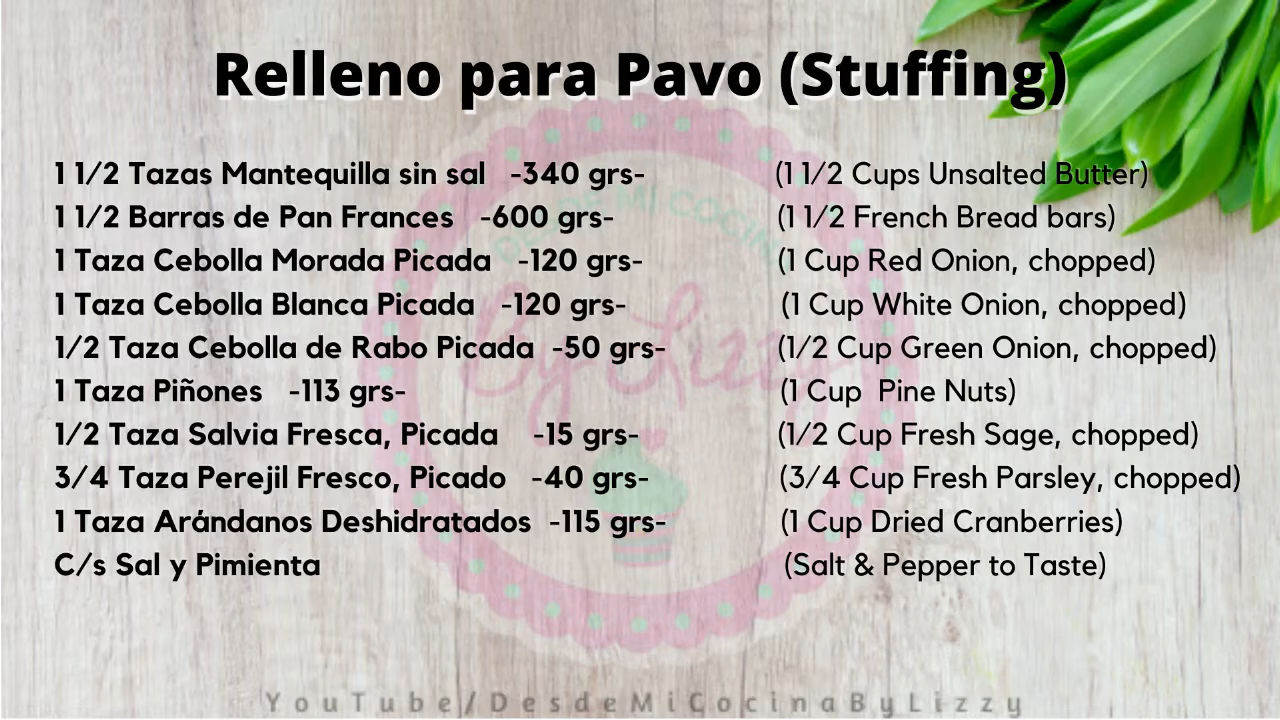 Relleno para Pavo (Stuffing)
1 1/2 Tazas Mantequilla sin sal -340 grs- (1 1/2 Cups Unsalted Butter)
1 1/2 Barras de Pan Frances -600 grs- (1 1/2 French Bread bars)
1 Taza Cebolla Morada Picada -120 grs- (1 Cup Red Onion, chopped)
1 Taza Cebolla Blanca Picada -120 grs- (1 Cup White Onion, chopped)
1/2 Taza Cebolla de Rabo Picada -50 grs- (1/2 Cup Green Onion, chopped)
1 Taza Piñones -113 grs- (1 Cup Pine Nuts)
1/2 Taza Salvia Fresca, Picada -15 grs- (1/2 Cup Fresh Sage, chopped)
3/4 Taza Perejil Fresco, Picado -40 grs- (3/4 Cup Fresh Parsley, chopped)
1 Taza Arándanos Deshidratados -115 grs- (1 Cup Dried Cranberries)
C/s Sal y Pimienta (Salt & Pepper to Taste)
DESDE MI COCINA
By Lizzy
YouTube/DesdeMiCocinaByLizzy